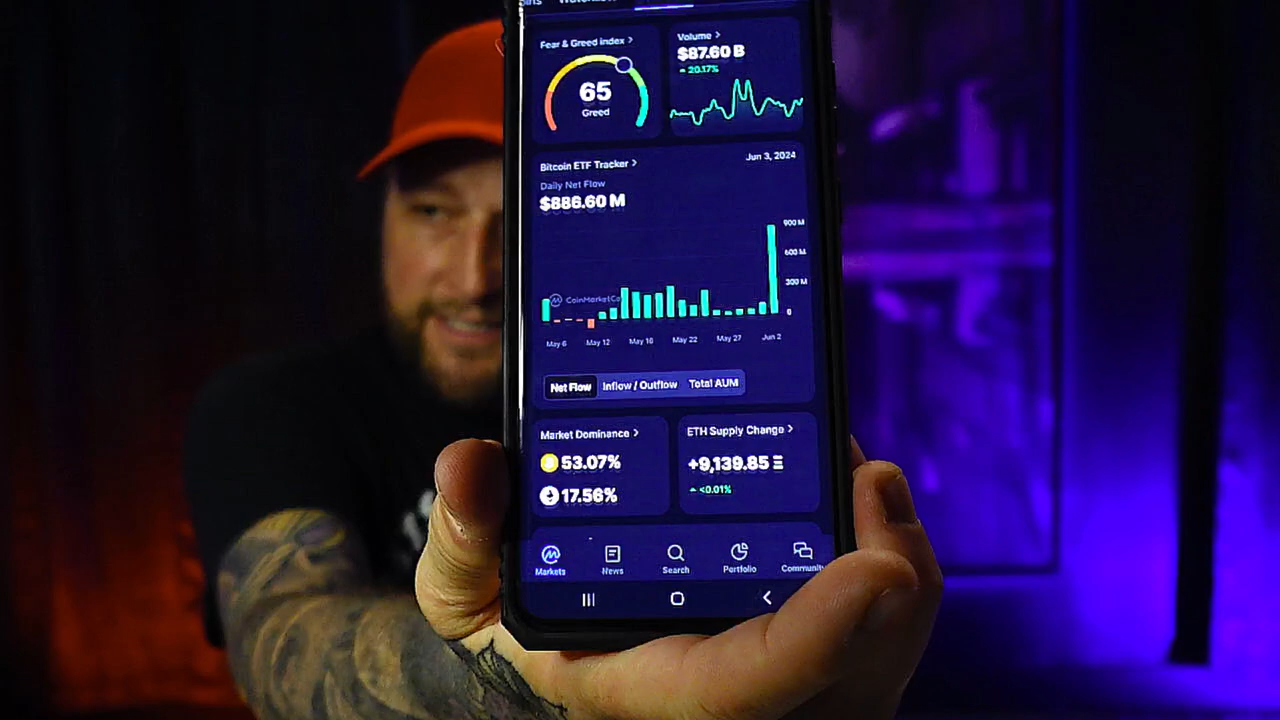 Fear & Greed Index >
65
Greed
Volume >
$87.60 B
20.17%
Bitcoin ETF Tracker >
Jun 3, 2024
Daily Net Flow
$886.60 M
900 M
600 M
300 M
0
May 6 May 12 May 16 May 22 May 27 Jun 2
Net Flow Inflow / Outflow Total AUM
Market Dominance >
53.07%
17.56%
ETH Supply Change >
+9,139.85
<0.01%
Markets News Search Portfolio Community